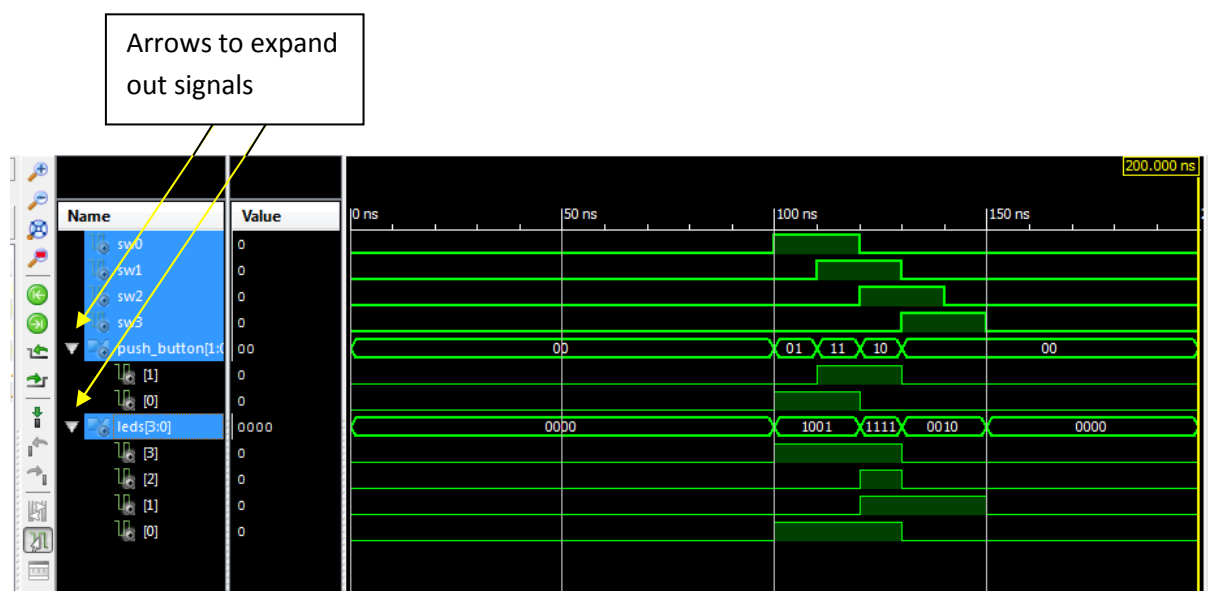 Arrows to expand
out signals
200.000 ns
Name Value
0 ns 50 ns 100 ns 150 ns
sw0 0
sw1 0
sw2 0
sw3 0
push_button[1:0 00 00 01 11 10 00
[1] 0
[0] 0
leds[3:0] 0000 0000 1001 1111 0010 0000
[3] 0
[2] 0
[1] 0
[0] 0